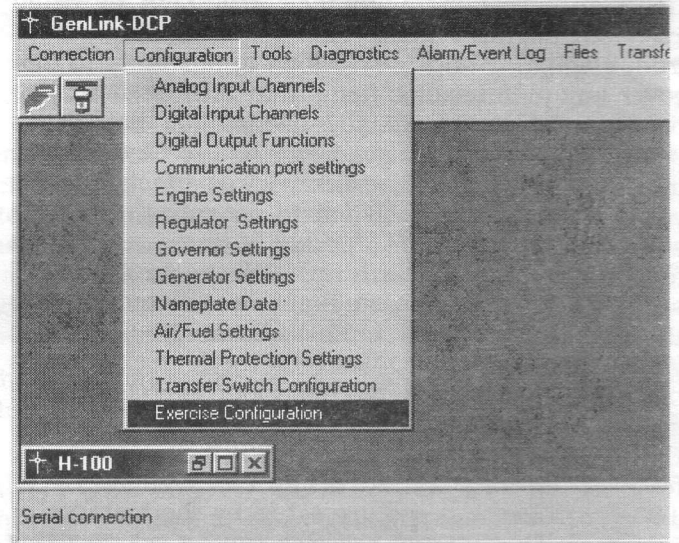 GenLink-DCP
Connection Configuration Tools Diagnostics Alarm/Event Log Files Transfe
Analog Input Channels
Digital Input Channels
Digital Output Functions
Communication port settings
Engine Settings
Regulator Settings
Governor Settings
Generator Settings
Nameplate Data
Air/Fuel Settings
Thermal Protection Settings
Transfer Switch Configuration
Exercise Configuration
H-100
Serial connection